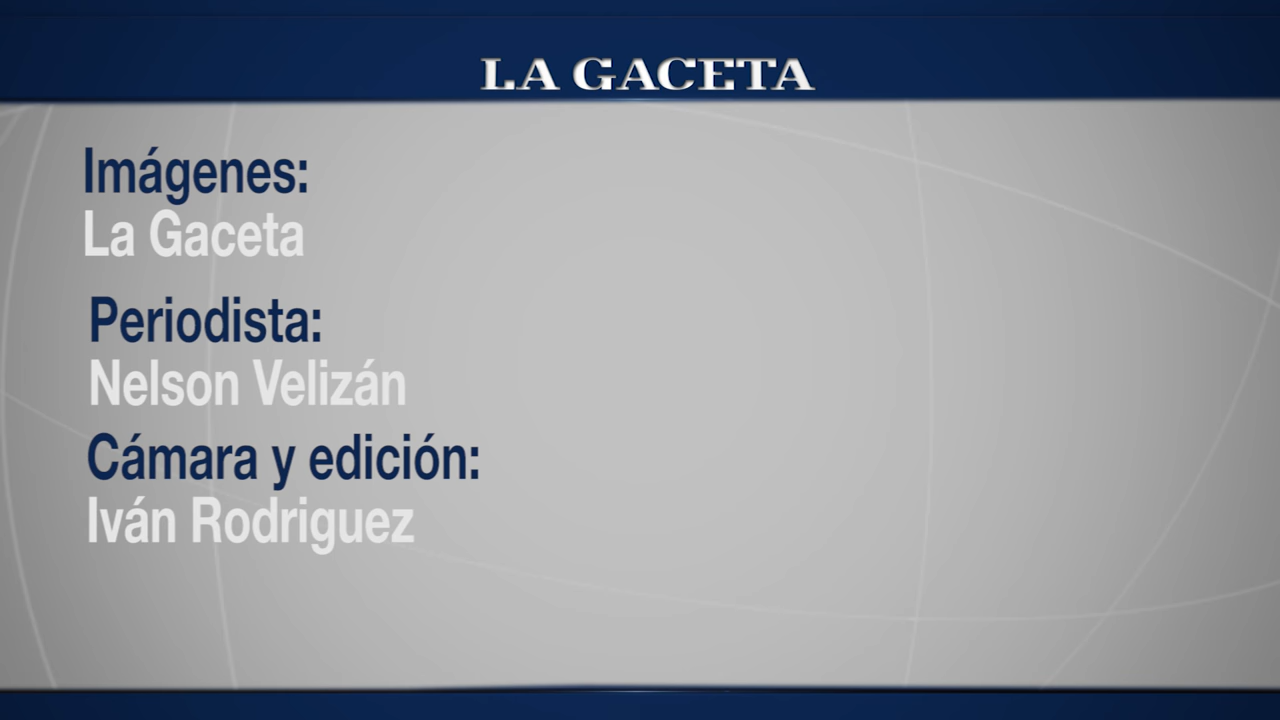 LA GACETA
Imágenes:
La Gaceta
Periodista:
Nelson Velizán
Cámara y edición:
Iván Rodriguez